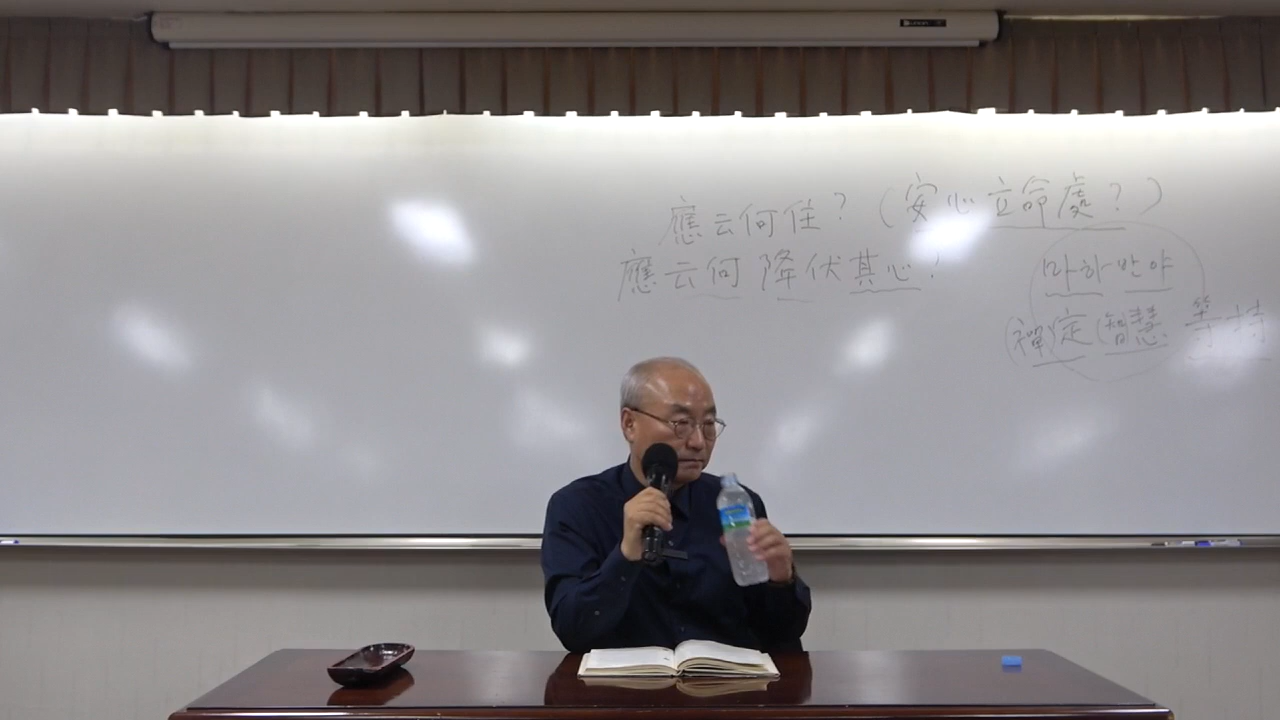 應云何住? (安心立命處?)
應云何 降伏其心?
마하반야
(禪)定 (智慧 等持